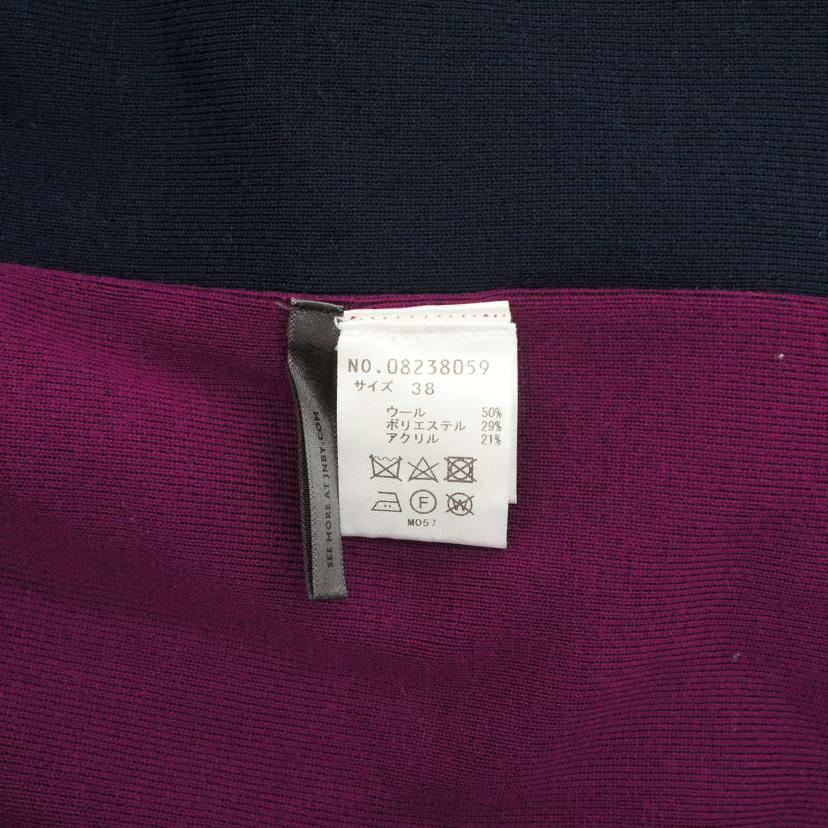 NO.08238059
サイズ 38
ウール 50%
ポリエステル 29%
アクリル 21%
F
W
M057
SEE MORE AT JNBY.COM